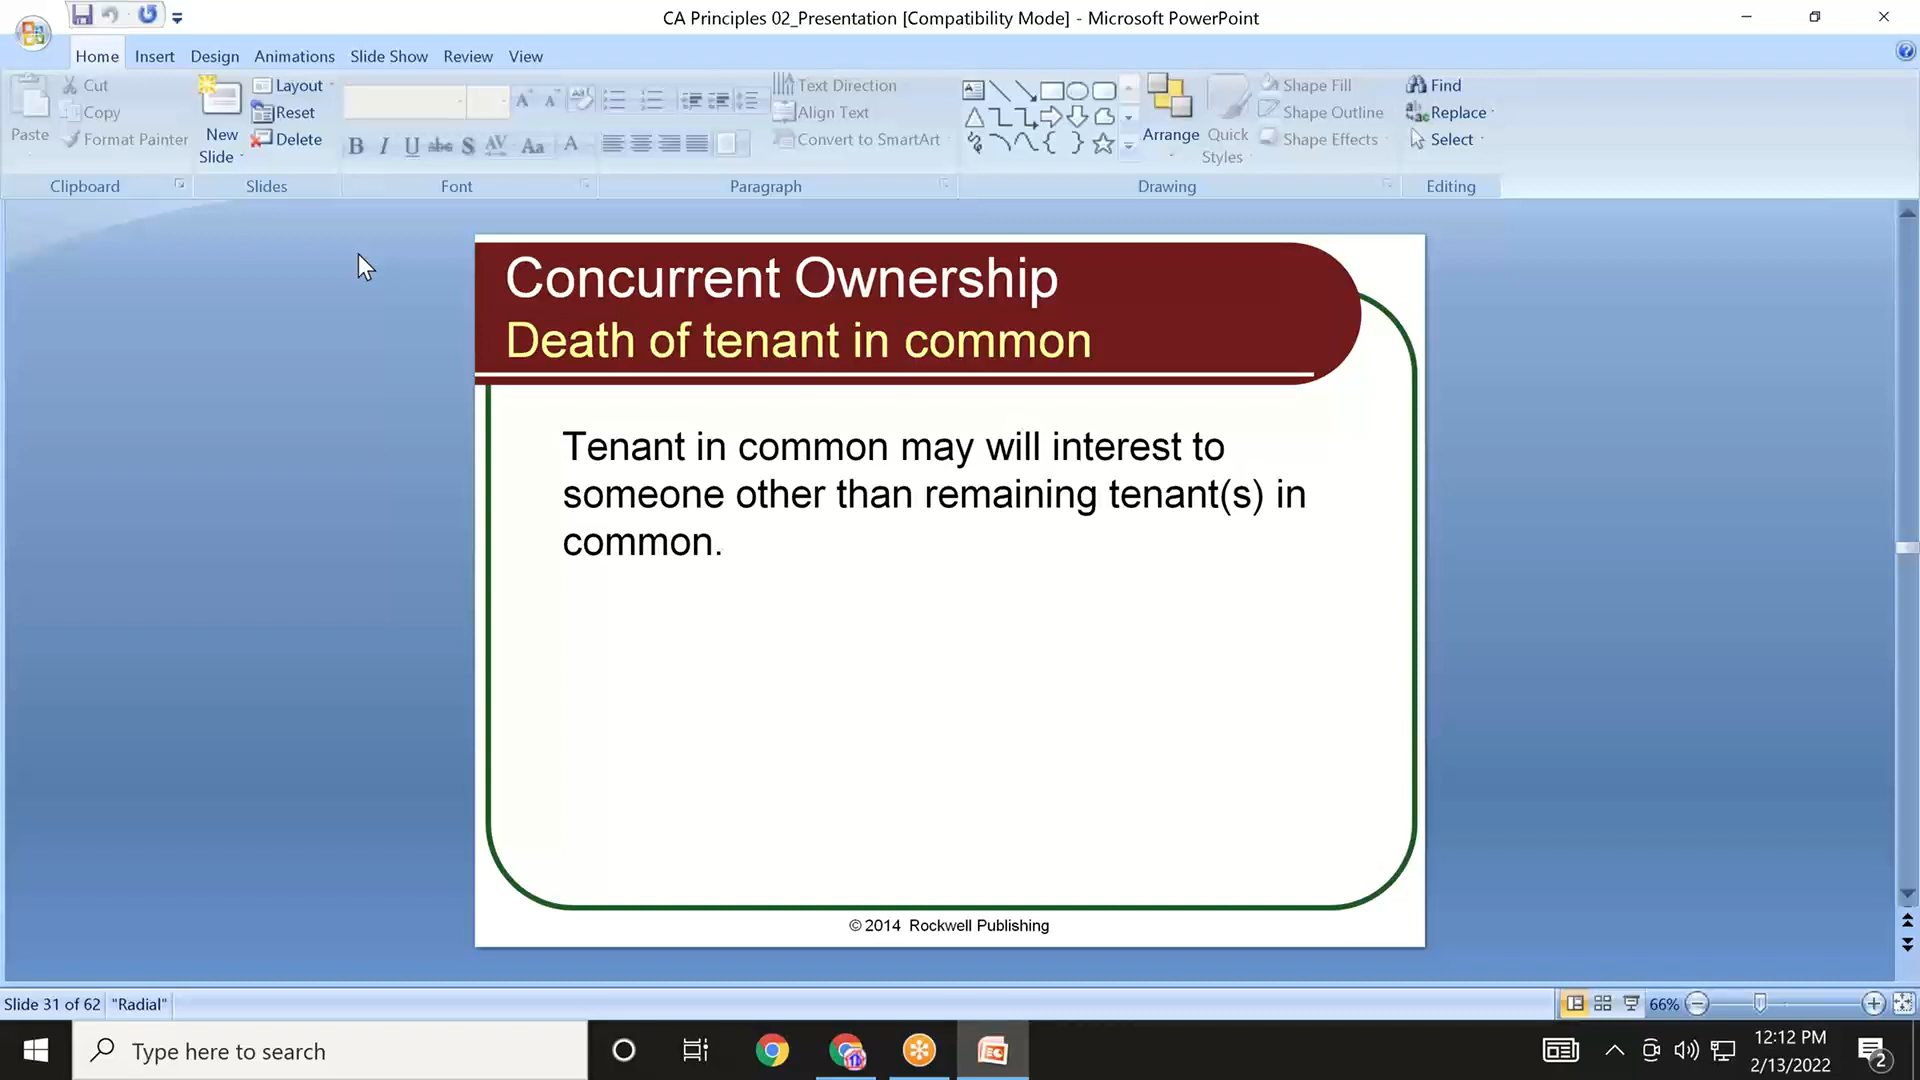 CA Principles 02_Presentation [Compatibility Mode] - Microsoft PowerPoint
Home Insert Design Animations Slide Show Review View
Paste
Cut
Copy
Format Painter
Clipboard
New
Slide
Layout
Reset
Delete
Slides
B I U abc S AV Aa A
Font
Text Direction
Align Text
Convert to SmartArt
Paragraph
Arrange
Quick
Styles
Shape Fill
Shape Outline
Shape Effects
Drawing
Find
Replace
Select
Editing
Concurrent Ownership
Death of tenant in common
Tenant in common may will interest to
someone other than remaining tenant(s) in
common.
© 2014 Rockwell Publishing
Slide 31 of 62 "Radial" 66%
Type here to search
12:12 PM
2/13/2022
2